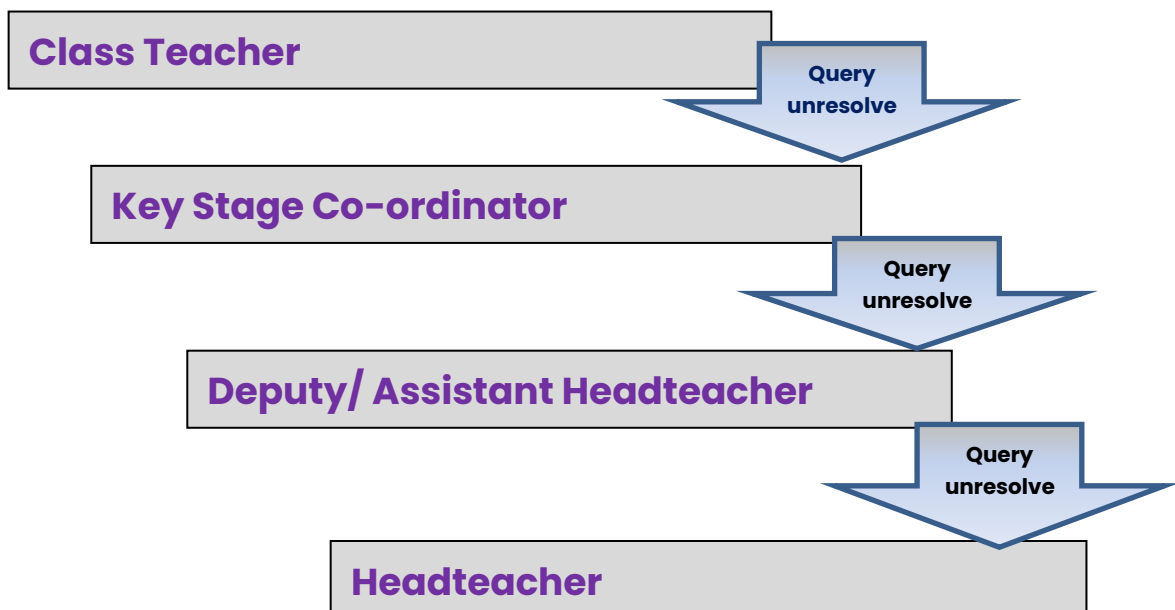 Class Teacher
Query
unresolve
Key Stage Co-ordinator
Query
unresolve
Deputy/ Assistant Headteacher
Query
unresolve
Headteacher